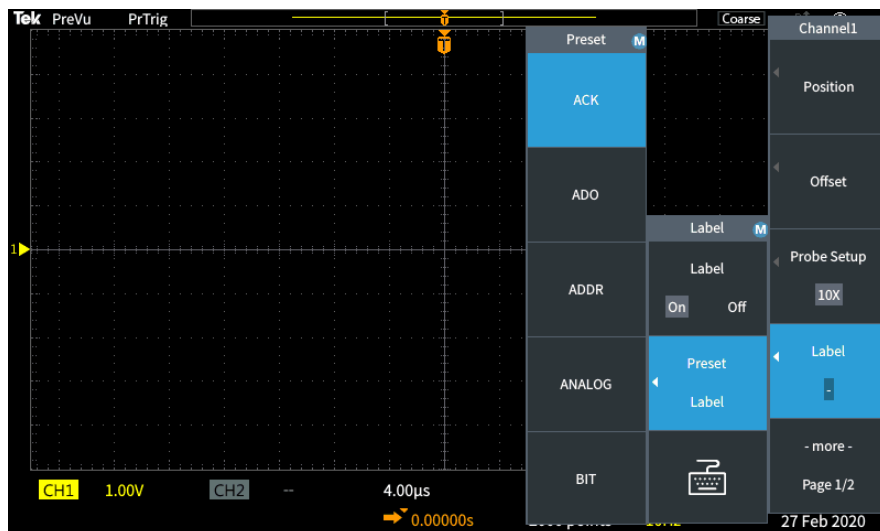 Tek PreVu PrTrig
T
Coarse
T
Preset M
ACK
ADO
ADDR
ANALOG
BIT
Label M
Label
On Off
Preset
Label
Channel1
Position
Offset
Probe Setup
10X
Label
-
- more -
Page 1/2
1
CH1 1.00V CH2 -- 4.00μs
0.00000s
27 Feb 2020